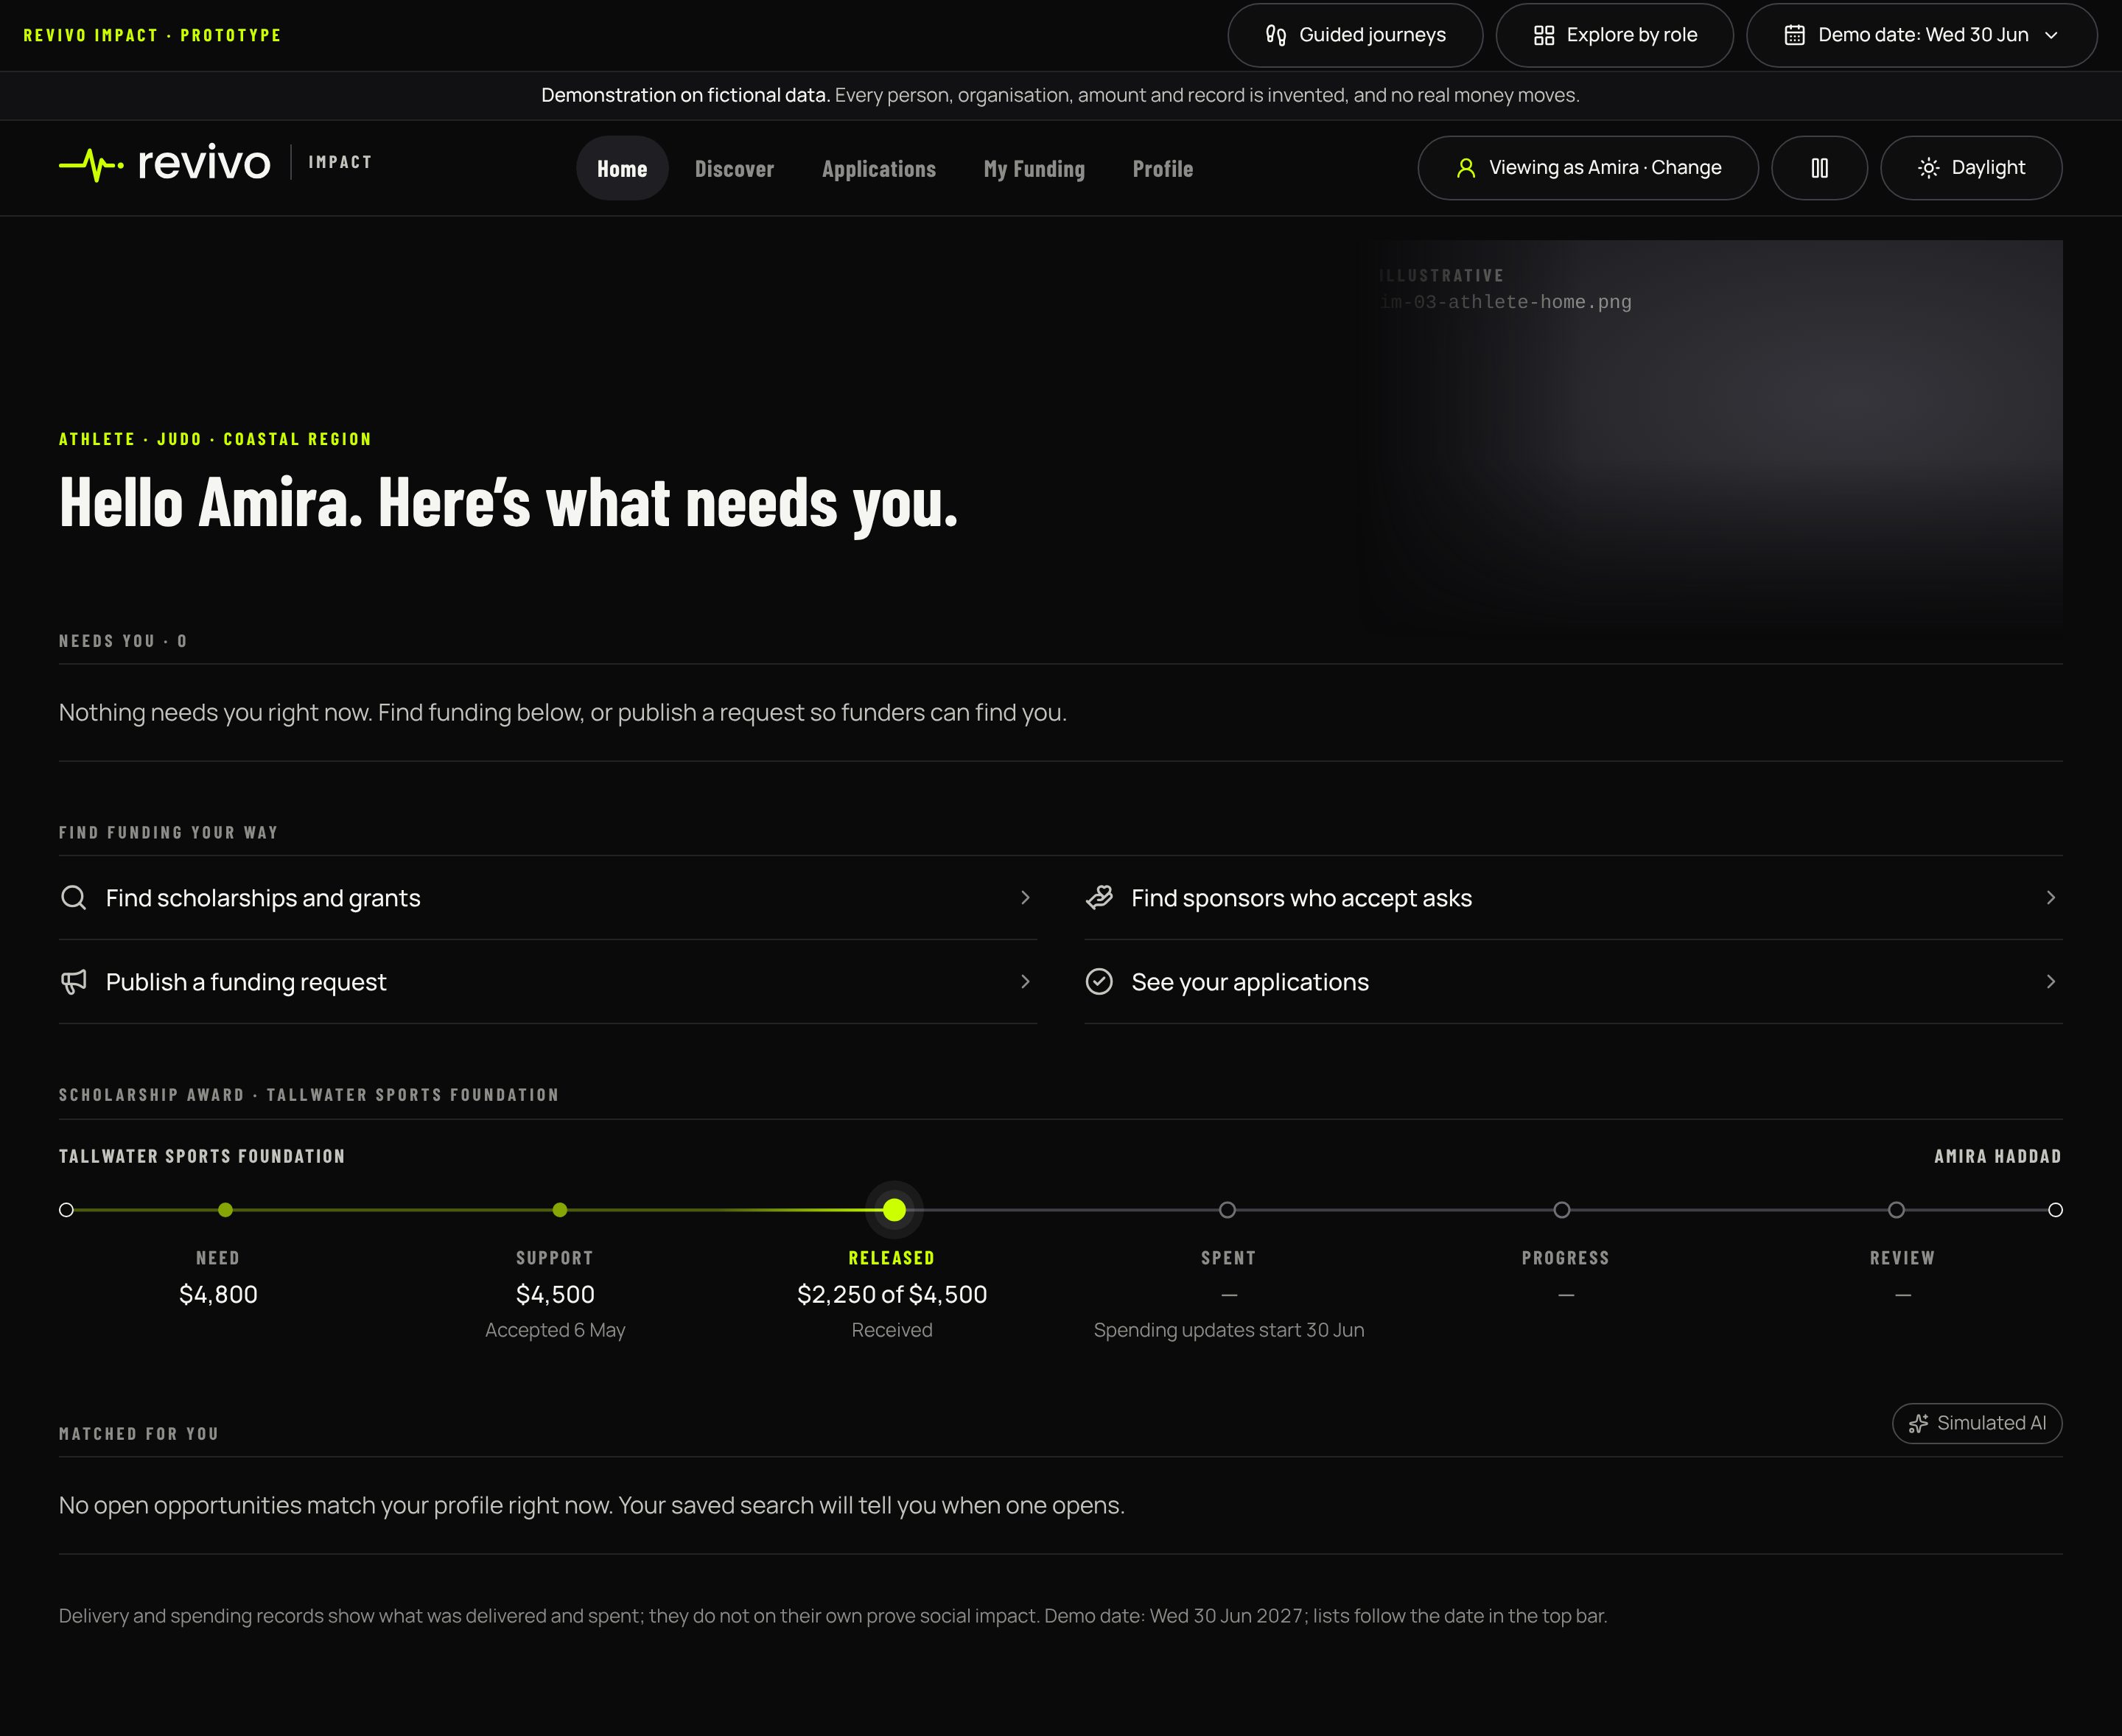 REVIVO IMPACT · PROTOTYPE
Guided journeys
Explore by role
Demo date: Wed 30 Jun
Demonstration on fictional data. Every person, organisation, amount and record is invented, and no real money moves.
revivo
IMPACT
Home
Discover
Applications
My Funding
Profile
Viewing as Amira · Change
Daylight
ILLUSTRATIVE
im-03-athlete-home.png
ATHLETE · JUDO · COASTAL REGION
Hello Amira. Here’s what needs you.
NEEDS YOU · 0
Nothing needs you right now. Find funding below, or publish a request so funders can find you.
FIND FUNDING YOUR WAY
Find scholarships and grants
Find sponsors who accept asks
Publish a funding request
See your applications
SCHOLARSHIP AWARD · TALLWATER SPORTS FOUNDATION
TALLWATER SPORTS FOUNDATION
AMIRA HADDAD
NEED
$4,800
SUPPORT
$4,500
Accepted 6 May
RELEASED
$2,250 of $4,500
Received
SPENT
—
Spending updates start 30 Jun
PROGRESS
—
REVIEW
—
MATCHED FOR YOU
Simulated AI
No open opportunities match your profile right now. Your saved search will tell you when one opens.
Delivery and spending records show what was delivered and spent; they do not on their own prove social impact. Demo date: Wed 30 Jun 2027; lists follow the date in the top bar.